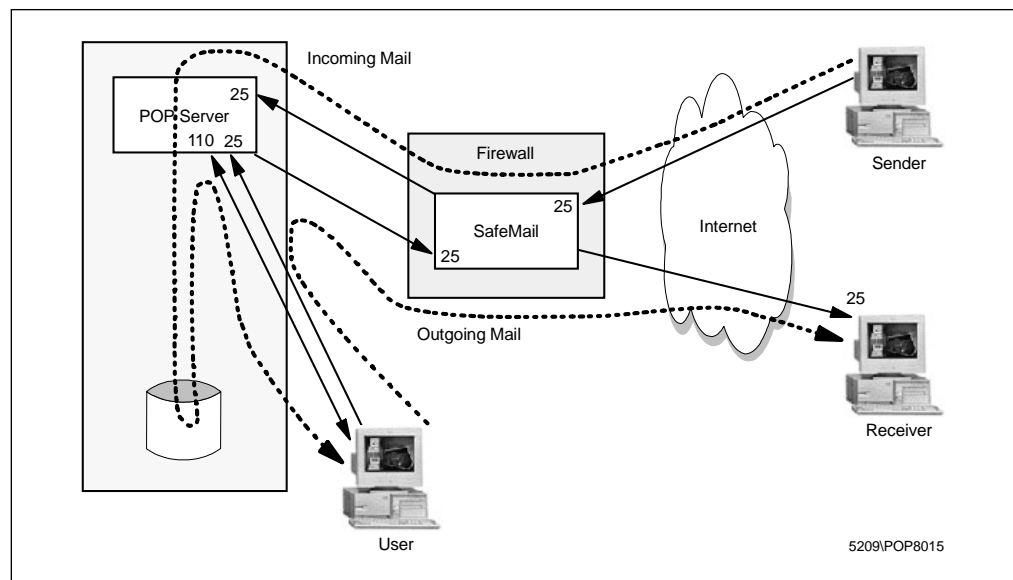 Incoming Mail
25
POP Server
110 25
Firewall
Sender
25
SafeMail
25
Internet
25
Outgoing Mail
Receiver
User
5209\POP8015